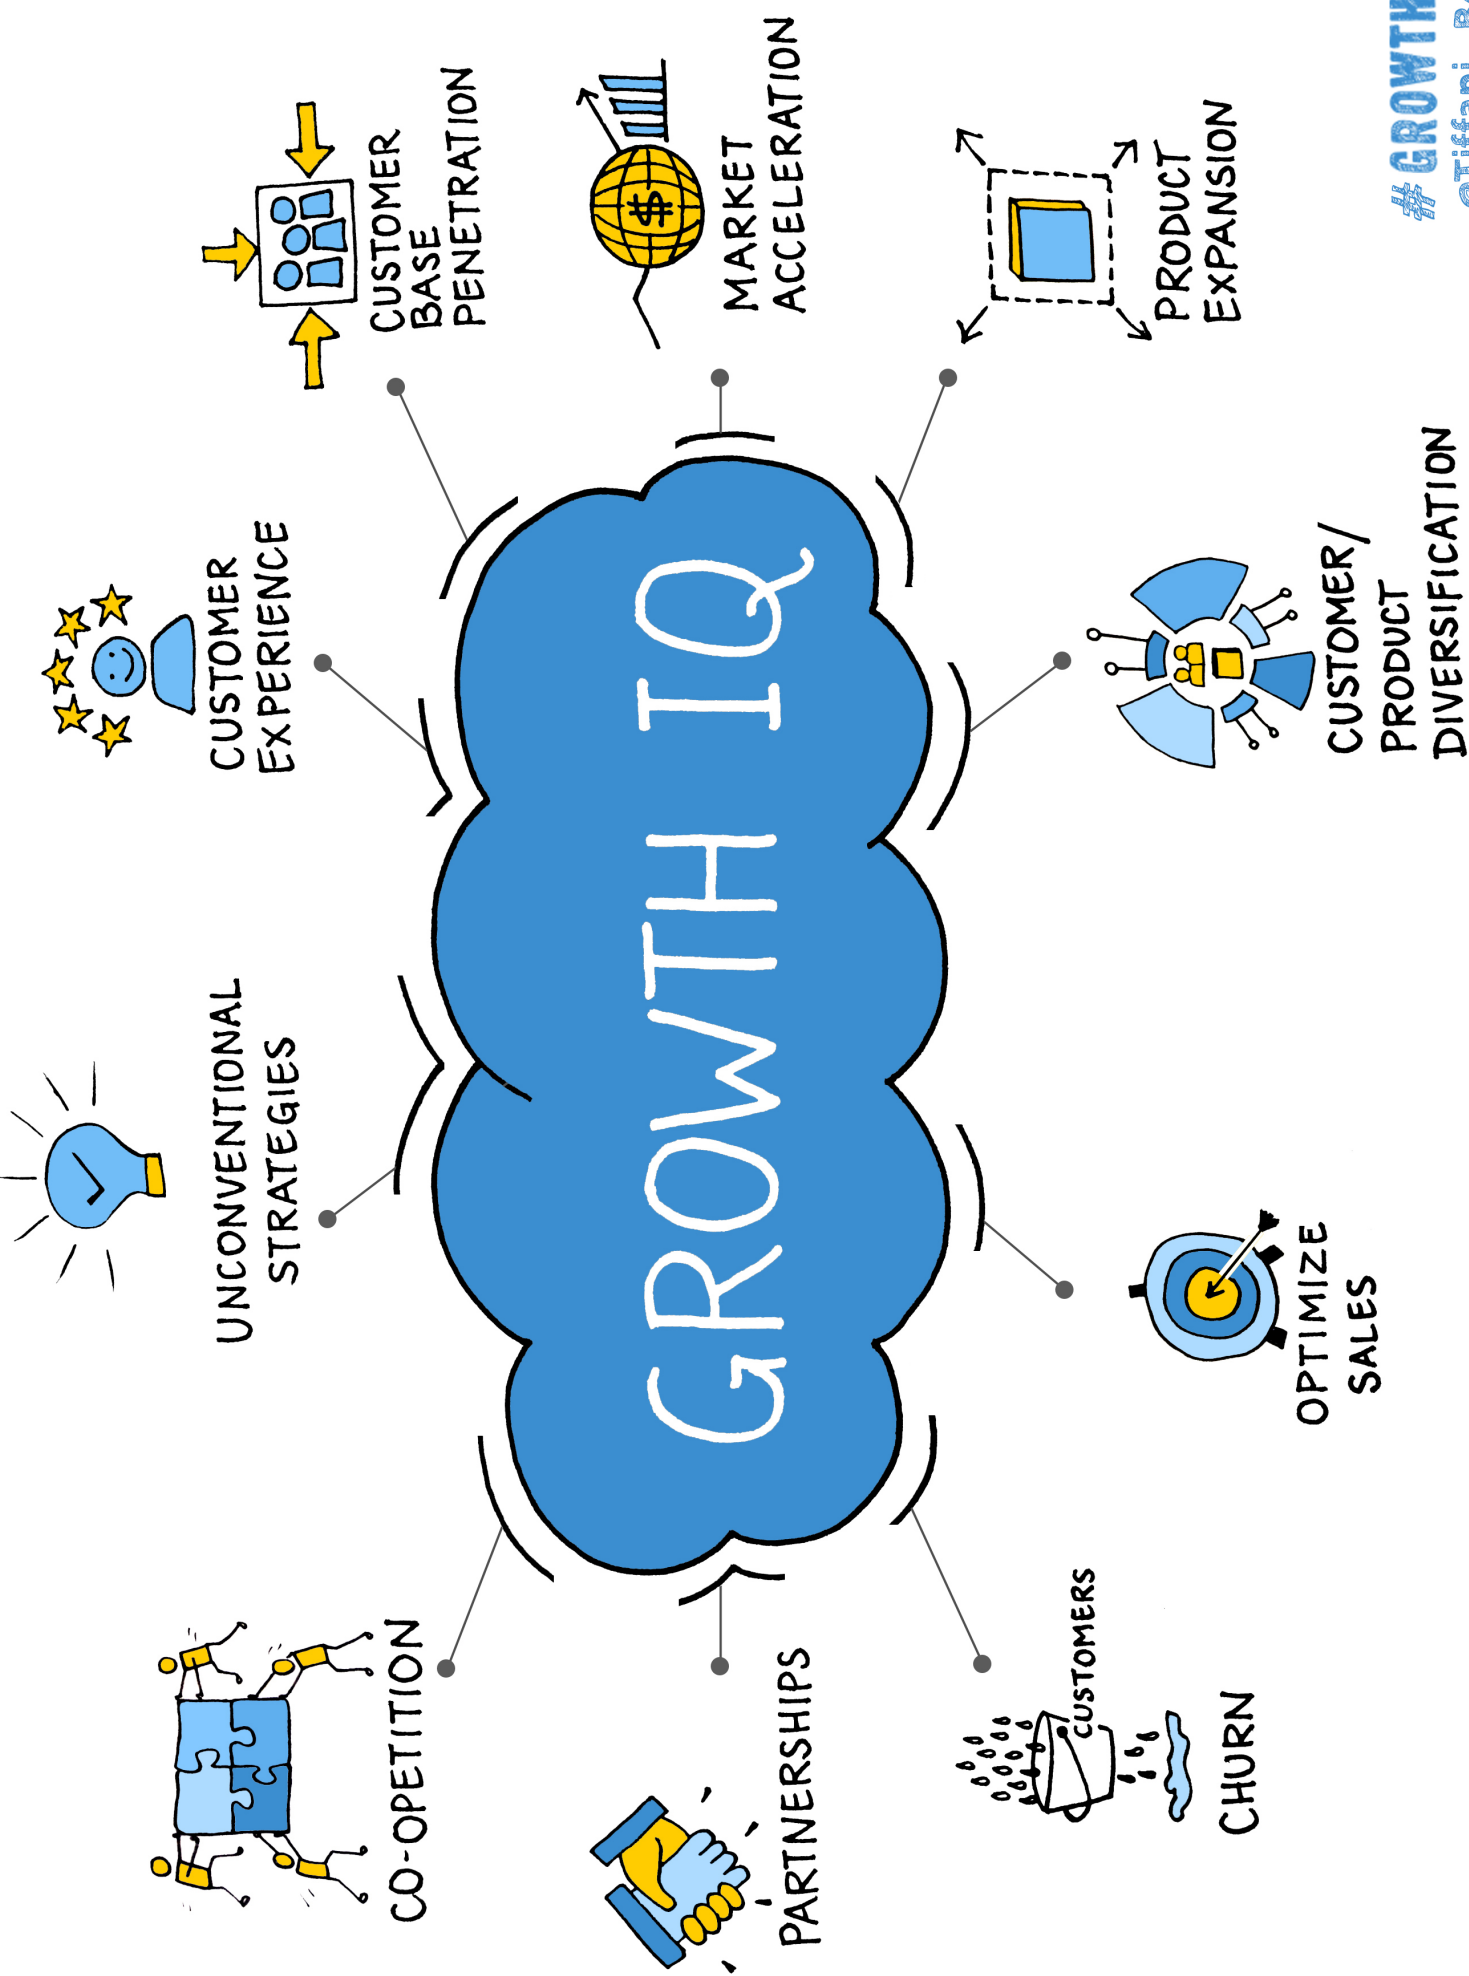 UNCONVENTIONAL
STRATEGIES
CUSTOMER
EXPERIENCE
CUSTOMER
BASE
PENETRATION
MARKET
ACCELERATION
PRODUCT
EXPANSION
CUSTOMER/
PRODUCT
DIVERSIFICATION
OPTIMIZE
SALES
CUSTOMERS
CHURN
PARTNERSHIPS
CO-OPETITION
GROWTH IQ
$
#GROWTH
@Tiffani